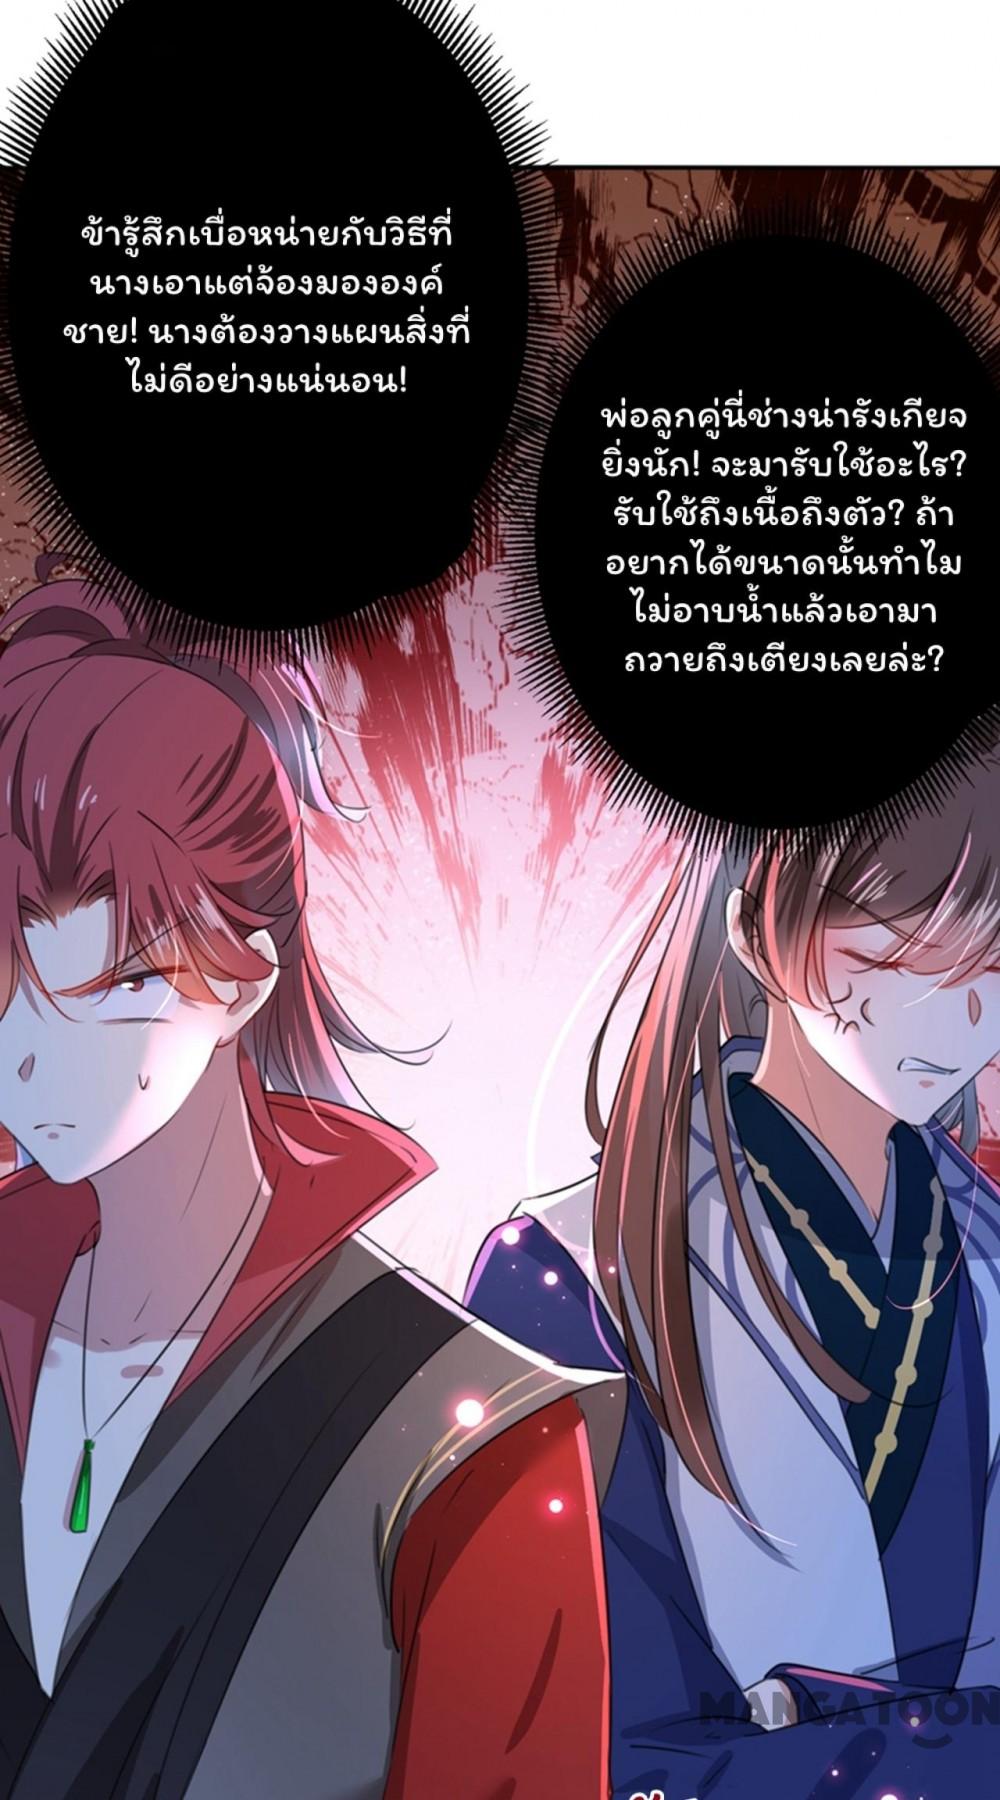 ข้ารู้สึกเบื่อหน่ายกับวิธีที่
นางเอาแต่จ้องมององค์
ชาย! นางต้องวางแผนสิ่งที่
ไม่ดีอย่างแน่นอน!
พ่อลูกคู่นี่ช่างน่ารังเกียจ
ยิ่งนัก! จะมารับใช้อะไร?
รับใช้ถึงเนื้อถึงตัว? ถ้า
อยากได้ขนาดนั้นทำไม
ไม่อาบน้ำแล้วเอามา
ถวายถึงเตียงเลยล่ะ?
MANGATOON